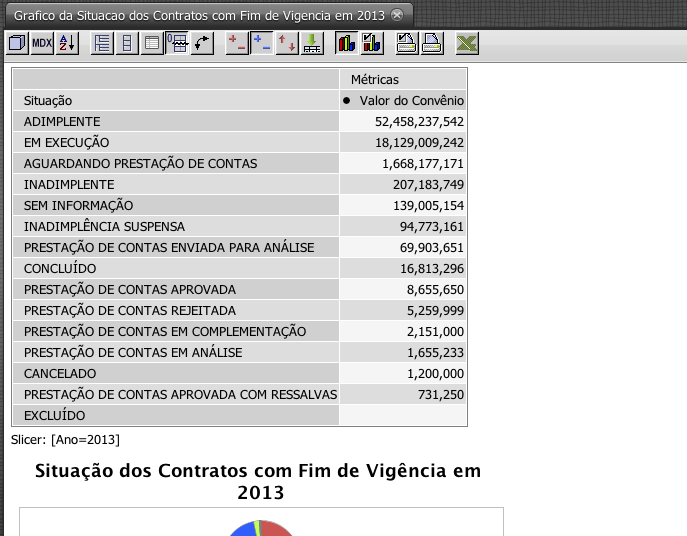 Grafico da Situacao dos Contratos com Fim de Vigencia em 2013
MDX
Métricas
Situação Valor do Convênio
ADIMPLENTE 52,458,237,542
EM EXECUÇÃO 18,129,009,242
AGUARDANDO PRESTAÇÃO DE CONTAS 1,668,177,171
INADIMPLENTE 207,183,749
SEM INFORMAÇÃO 139,005,154
INADIMPLÊNCIA SUSPENSA 94,773,161
PRESTAÇÃO DE CONTAS ENVIADA PARA ANÁLISE 69,903,651
CONCLUÍDO 16,813,296
PRESTAÇÃO DE CONTAS APROVADA 8,655,650
PRESTAÇÃO DE CONTAS REJEITADA 5,259,999
PRESTAÇÃO DE CONTAS EM COMPLEMENTAÇÃO 2,151,000
PRESTAÇÃO DE CONTAS EM ANÁLISE 1,655,233
CANCELADO 1,200,000
PRESTAÇÃO DE CONTAS APROVADA COM RESSALVAS 731,250
EXCLUÍDO
Slicer: [Ano=2013]
Situação dos Contratos com Fim de Vigência em
2013